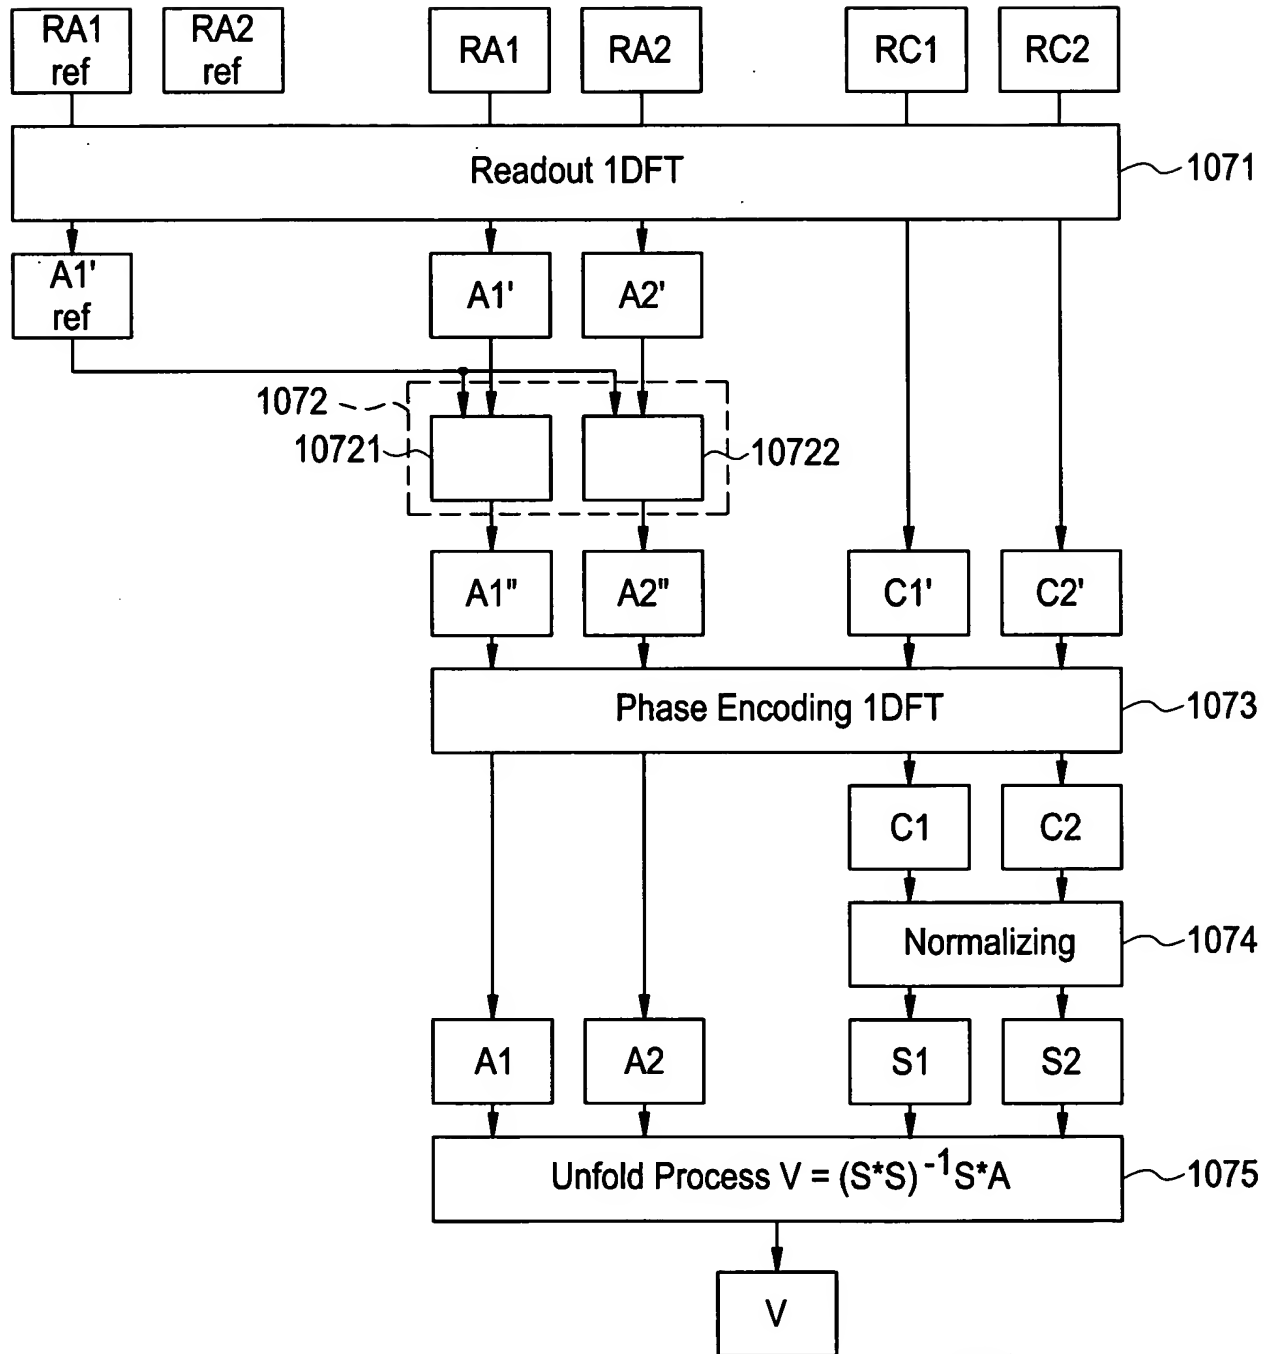 RA1
ref
RA2
ref
RA1
RA2
RC1
RC2
Readout 1DFT
1071
A1'
ref
A1'
A2'
1072
10721
10722
A1"
A2"
C1'
C2'
Phase Encoding 1DFT
1073
C1
C2
Normalizing
1074
A1
A2
S1
S2
Unfold Process V = (S*S)⁻¹S*A
1075
V